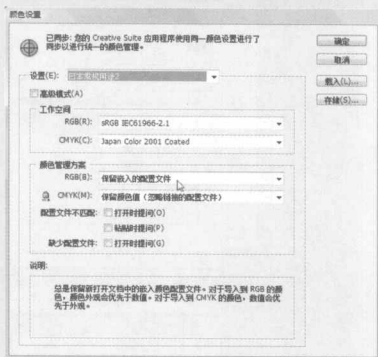 颜色设置
已同步: 您的 Creative Suite 应用程序使用同一颜色设置进行了
同步以进行统一的颜色管理。
确定
取消
载入(L)...
存储(S)...
设置(E): 日本常规用途2
高级模式(A)
工作空间
RGB(R): sRGB IEC61966-2.1
CMYK(C): Japan Color 2001 Coated
颜色管理方案
RGB(B): 保留嵌入的配置文件
CMYK(M): 保留颜色值（忽略链接的配置文件）
配置文件不匹配: 打开时提问(O)
粘贴时提问(P)
缺少配置文件: 打开时提问(G)
说明:
总是保留新打开文档中的嵌入颜色配置文件。对于导入到 RGB 的颜
色，颜色外观会优先于数值。对于导入到 CMYK 的颜色，数值会优
先于外观。